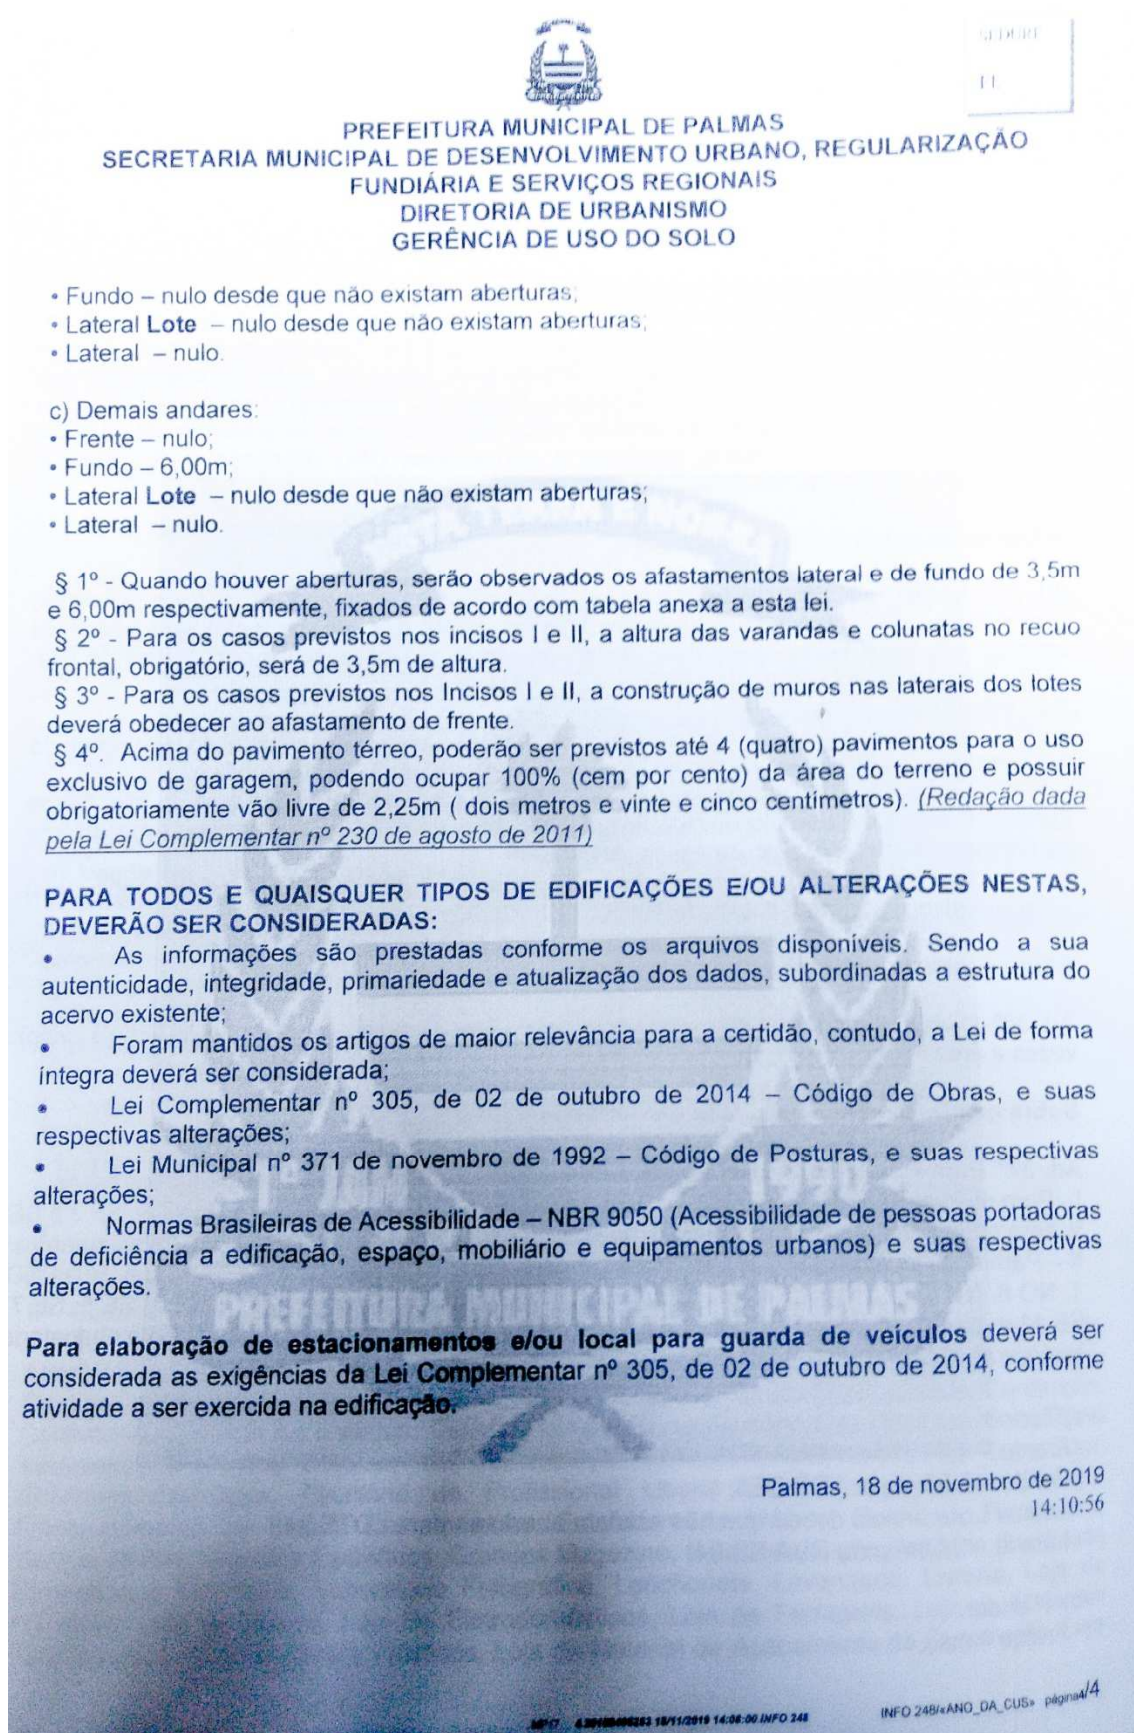 SEDURF
FL
PREFEITURA MUNICIPAL DE PALMAS
SECRETARIA MUNICIPAL DE DESENVOLVIMENTO URBANO, REGULARIZAÇÃO
FUNDIÁRIA E SERVIÇOS REGIONAIS
DIRETORIA DE URBANISMO
GERÊNCIA DE USO DO SOLO
• Fundo – nulo desde que não existam aberturas;
• Lateral Lote – nulo desde que não existam aberturas;
• Lateral – nulo.
c) Demais andares:
• Frente – nulo;
• Fundo – 6,00m;
• Lateral Lote – nulo desde que não existam aberturas;
• Lateral – nulo.
§ 1º - Quando houver aberturas, serão observados os afastamentos lateral e de fundo de 3,5m
e 6,00m respectivamente, fixados de acordo com tabela anexa a esta lei.
§ 2º - Para os casos previstos nos incisos I e II, a altura das varandas e colunatas no recuo
frontal, obrigatório, será de 3,5m de altura.
§ 3º - Para os casos previstos nos Incisos I e II, a construção de muros nas laterais dos lotes
deverá obedecer ao afastamento de frente.
§ 4º. Acima do pavimento térreo, poderão ser previstos até 4 (quatro) pavimentos para o uso
exclusivo de garagem, podendo ocupar 100% (cem por cento) da área do terreno e possuir
obrigatoriamente vão livre de 2,25m ( dois metros e vinte e cinco centímetros). (Redação dada
pela Lei Complementar nº 230 de agosto de 2011)
PARA TODOS E QUAISQUER TIPOS DE EDIFICAÇÕES E/OU ALTERAÇÕES NESTAS,
DEVERÃO SER CONSIDERADAS:
• As informações são prestadas conforme os arquivos disponíveis. Sendo a sua
autenticidade, integridade, primariedade e atualização dos dados, subordinadas a estrutura do
acervo existente;
• Foram mantidos os artigos de maior relevância para a certidão, contudo, a Lei de forma
íntegra deverá ser considerada;
• Lei Complementar nº 305, de 02 de outubro de 2014 – Código de Obras, e suas
respectivas alterações;
• Lei Municipal nº 371 de novembro de 1992 – Código de Posturas, e suas respectivas
alterações;
• Normas Brasileiras de Acessibilidade – NBR 9050 (Acessibilidade de pessoas portadoras
de deficiência a edificação, espaço, mobiliário e equipamentos urbanos) e suas respectivas
alterações.
PREFEITURA MUNICIPAL DE PALMAS
Para elaboração de estacionamentos e/ou local para guarda de veículos deverá ser
considerada as exigências da Lei Complementar nº 305, de 02 de outubro de 2014, conforme
atividade a ser exercida na edificação.
Palmas, 18 de novembro de 2019
14:10:56
18/11/2019 14:08:00 INFO 248
INFO 248/«ANO_DA_CUS» página4/4